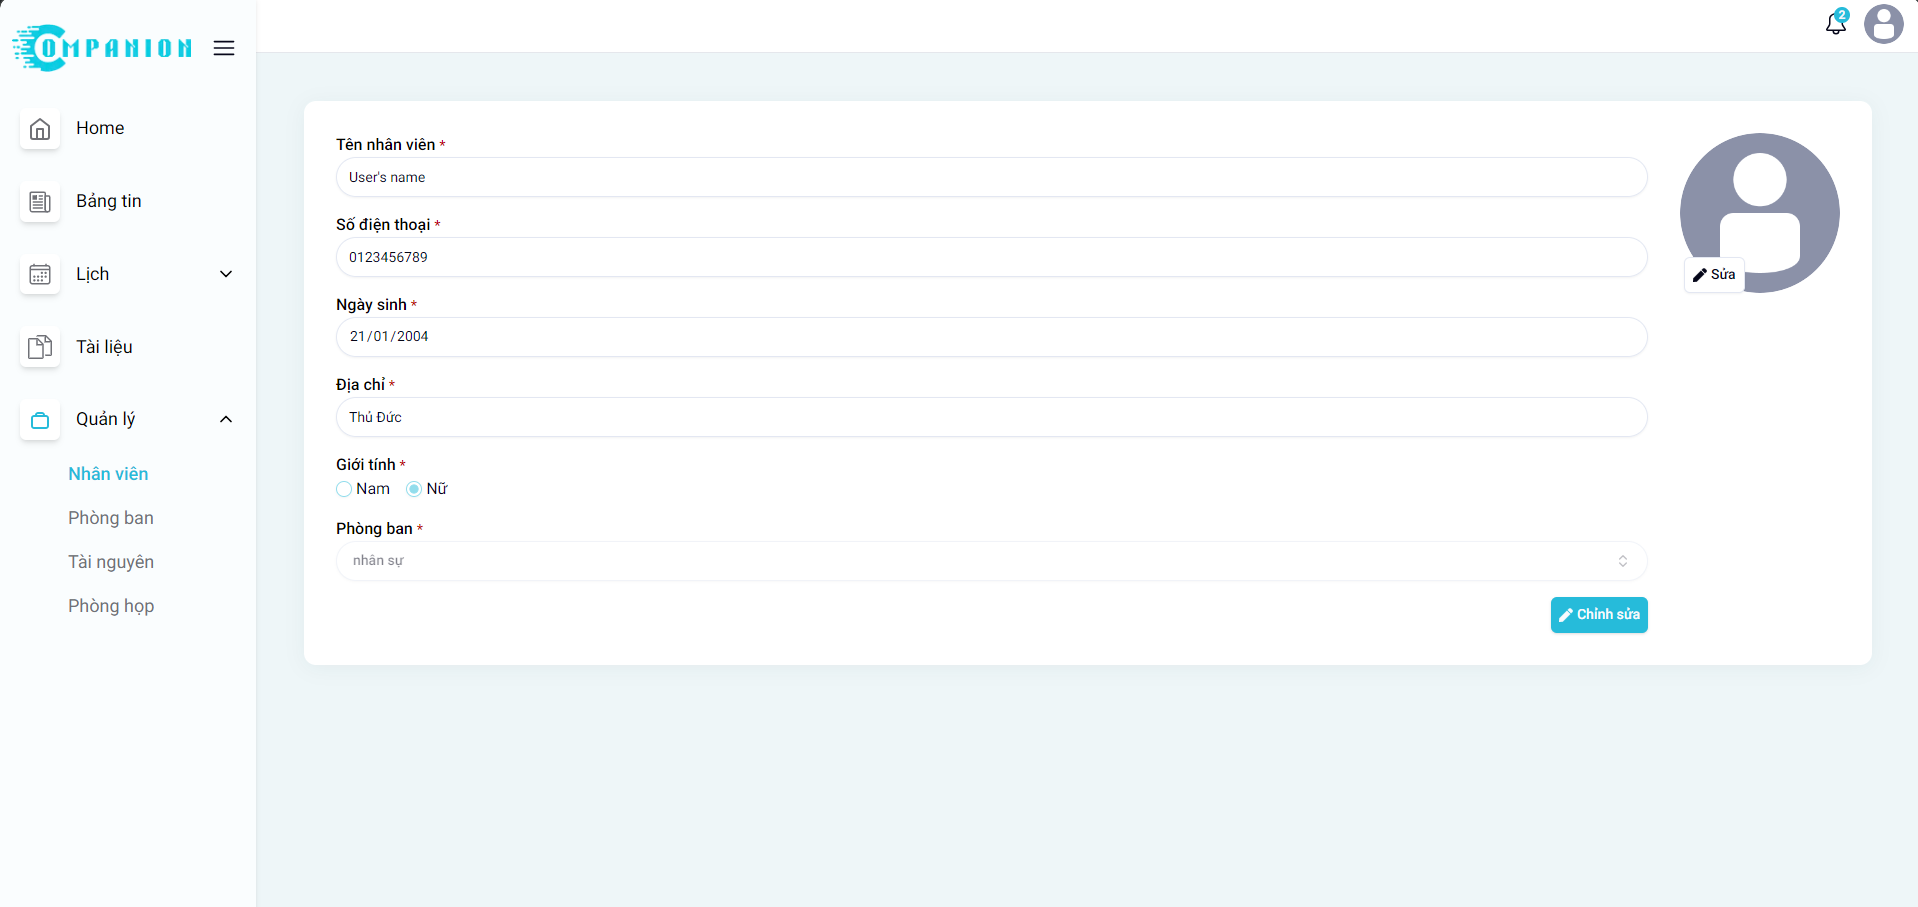 COMPANION
2
Home
Bảng tin
Lịch
Tài liệu
Quản lý
Nhân viên
Phòng ban
Tài nguyên
Phòng họp
Tên nhân viên *
User's name
Số điện thoại *
0123456789
Ngày sinh *
21/01/2004
Địa chỉ *
Thủ Đức
Giới tính *
Nam Nữ
Phòng ban *
nhân sự
Chỉnh sửa
Sửa